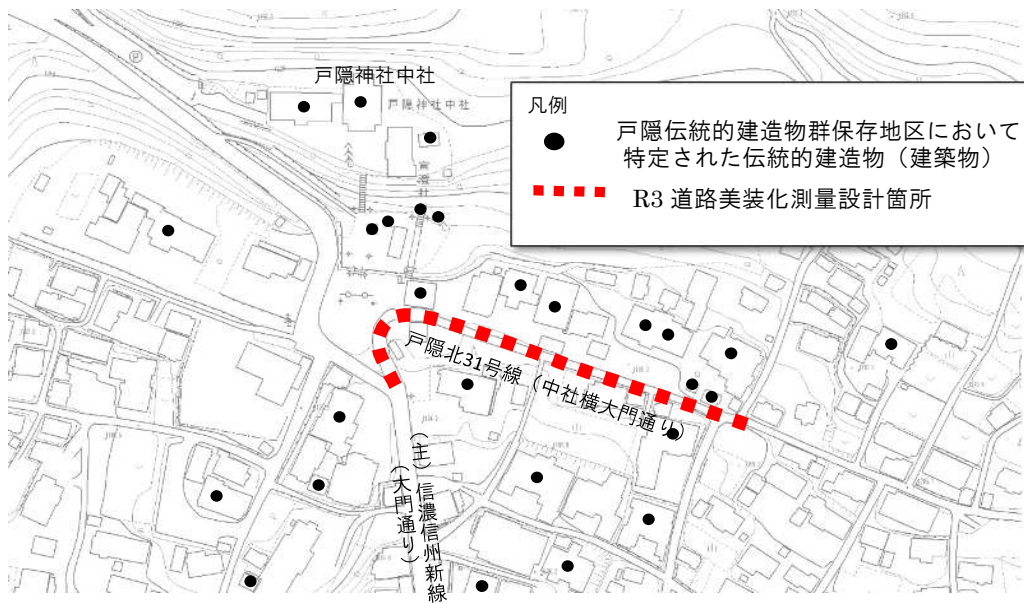 戸隠神社中社
戸隠神社中社
凡例
戸隠伝統的建造物群保存地区において
特定された伝統的建造物（建築物）
R3 道路美装化測量設計箇所
P
宣澄社
戸隠北31号線（中社横大門通り）
（主）信濃信州新線
（大門通り）